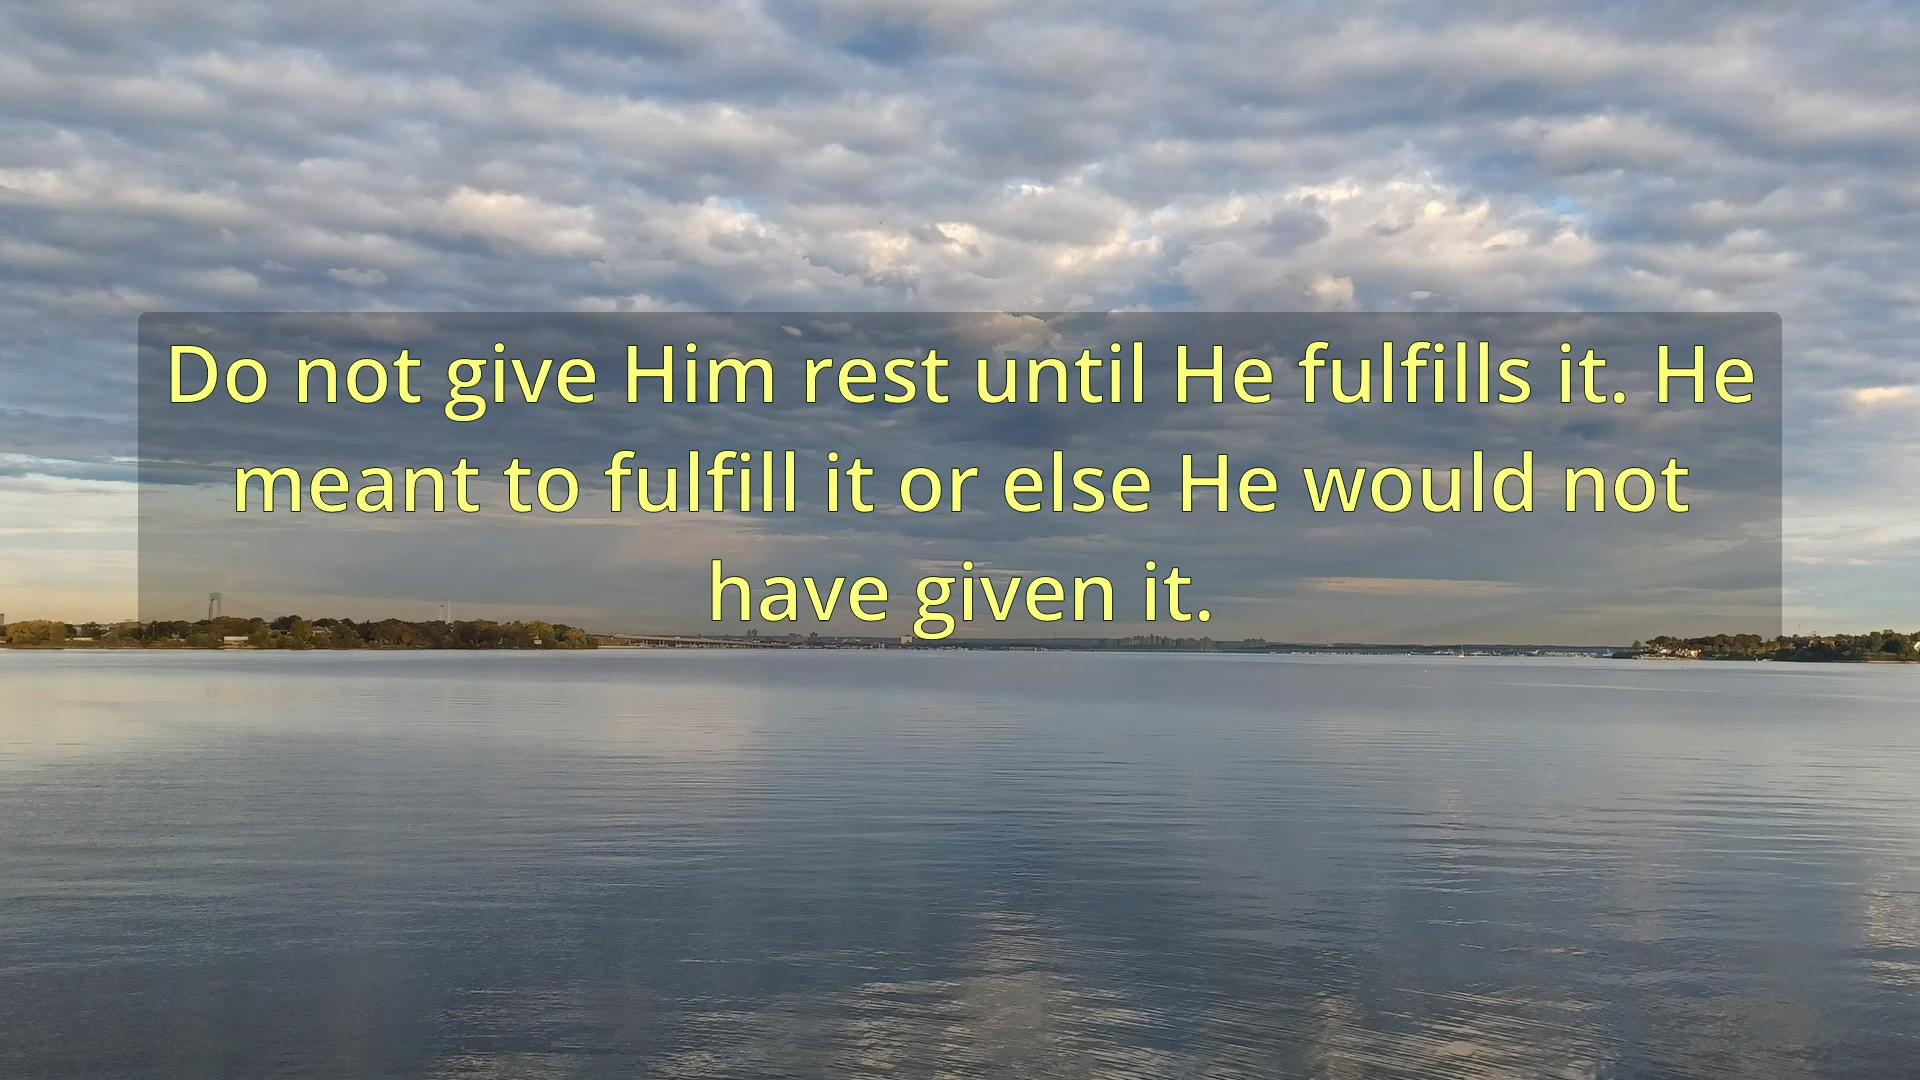 Do not give Him rest until He fulfills it. He
meant to fulfill it or else He would not
have given it.